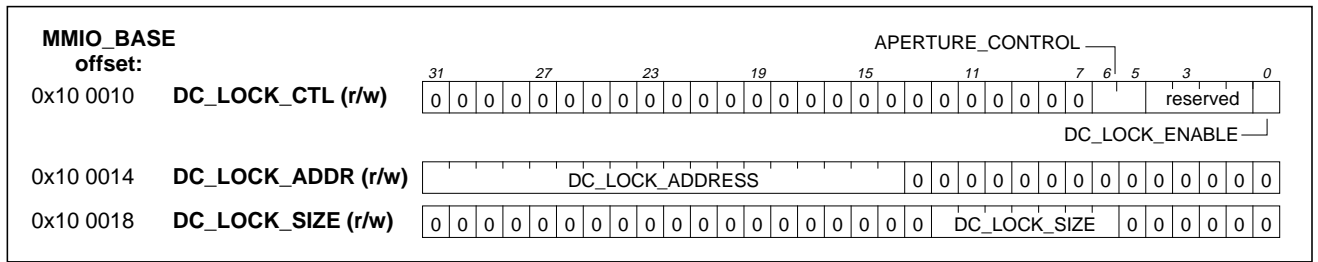 MMIO_BASE
offset:
APERTURE_CONTROL
31 27 23 19 15 11 7 6 5 3 0
0x10 0010 DC_LOCK_CTL (r/w) 0 0 0 0 0 0 0 0 0 0 0 0 0 0 0 0 0 0 0 0 0 0 0 0 0 reserved
DC_LOCK_ENABLE
0x10 0014 DC_LOCK_ADDR (r/w) DC_LOCK_ADDRESS 0 0 0 0 0 0 0 0 0 0 0 0 0 0
0x10 0018 DC_LOCK_SIZE (r/w) 0 0 0 0 0 0 0 0 0 0 0 0 0 0 0 0 0 0 0 DC_LOCK_SIZE 0 0 0 0 0 0